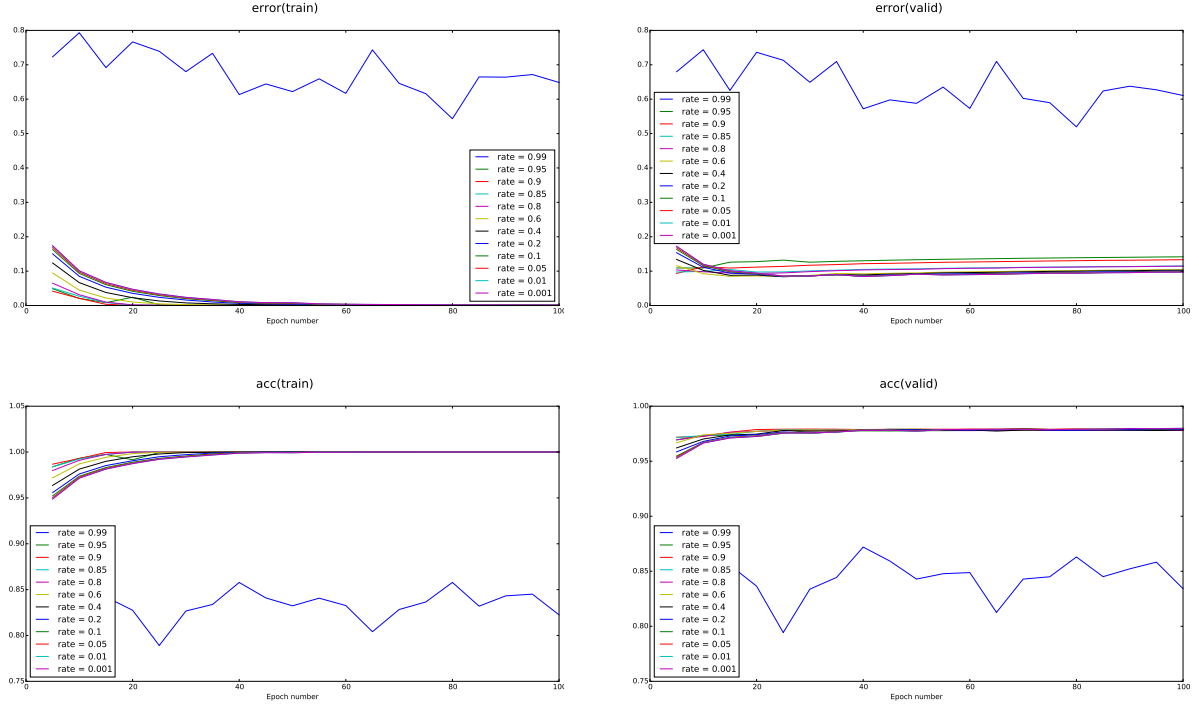 error(train)
0.8
0.7
0.6
0.5
0.4
0.3
0.2
0.1
0.0
rate = 0.99
rate = 0.95
rate = 0.9
rate = 0.85
rate = 0.8
rate = 0.6
rate = 0.4
rate = 0.2
rate = 0.1
rate = 0.05
rate = 0.01
rate = 0.001
0 20 40 60 80 100
Epoch number
error(valid)
0.8
0.7
0.6
0.5
0.4
0.3
0.2
0.1
0.0
rate = 0.99
rate = 0.95
rate = 0.9
rate = 0.85
rate = 0.8
rate = 0.6
rate = 0.4
rate = 0.2
rate = 0.1
rate = 0.05
rate = 0.01
rate = 0.001
0 20 40 60 80 100
Epoch number
acc(train)
1.05
1.00
0.95
0.90
0.85
0.80
0.75
rate = 0.99
rate = 0.95
rate = 0.9
rate = 0.85
rate = 0.8
rate = 0.6
rate = 0.4
rate = 0.2
rate = 0.1
rate = 0.05
rate = 0.01
rate = 0.001
0 20 40 60 80 100
Epoch number
acc(valid)
1.00
0.95
0.90
0.85
0.80
0.75
rate = 0.99
rate = 0.95
rate = 0.9
rate = 0.85
rate = 0.8
rate = 0.6
rate = 0.4
rate = 0.2
rate = 0.1
rate = 0.05
rate = 0.01
rate = 0.001
0 20 40 60 80 100
Epoch number